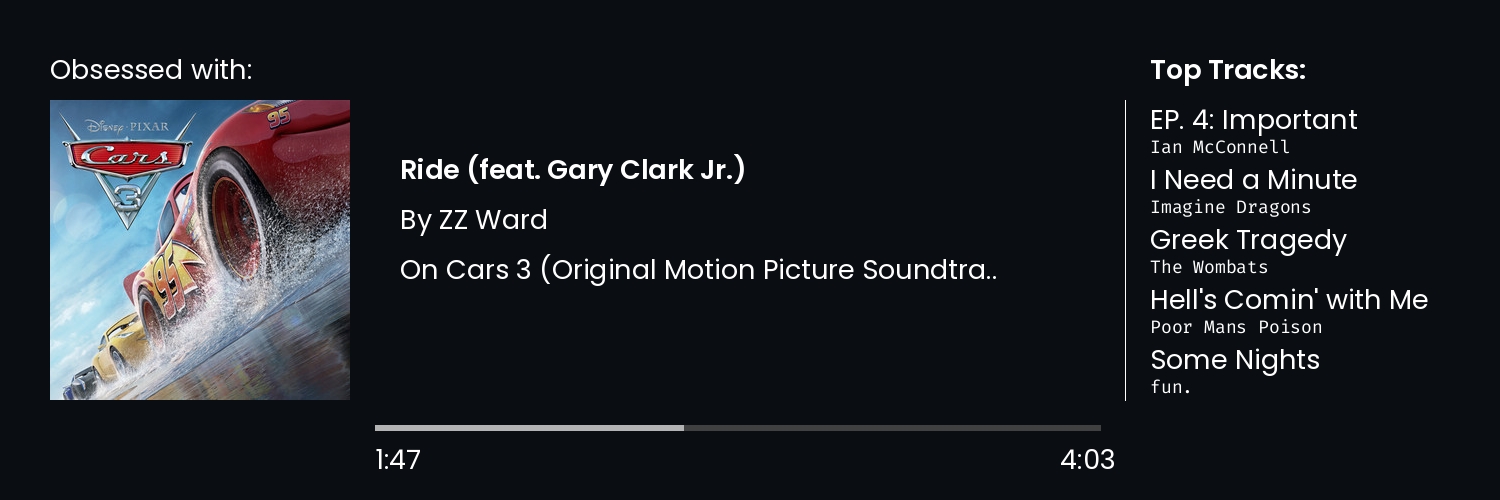 Obsessed with:
Disney · PIXAR
Cars
3
95
95
Ride (feat. Gary Clark Jr.)
By ZZ Ward
On Cars 3 (Original Motion Picture Soundtra..
1:47
4:03
Top Tracks:
EP. 4: Important
Ian McConnell
I Need a Minute
Imagine Dragons
Greek Tragedy
The Wombats
Hell's Comin' with Me
Poor Mans Poison
Some Nights
fun.